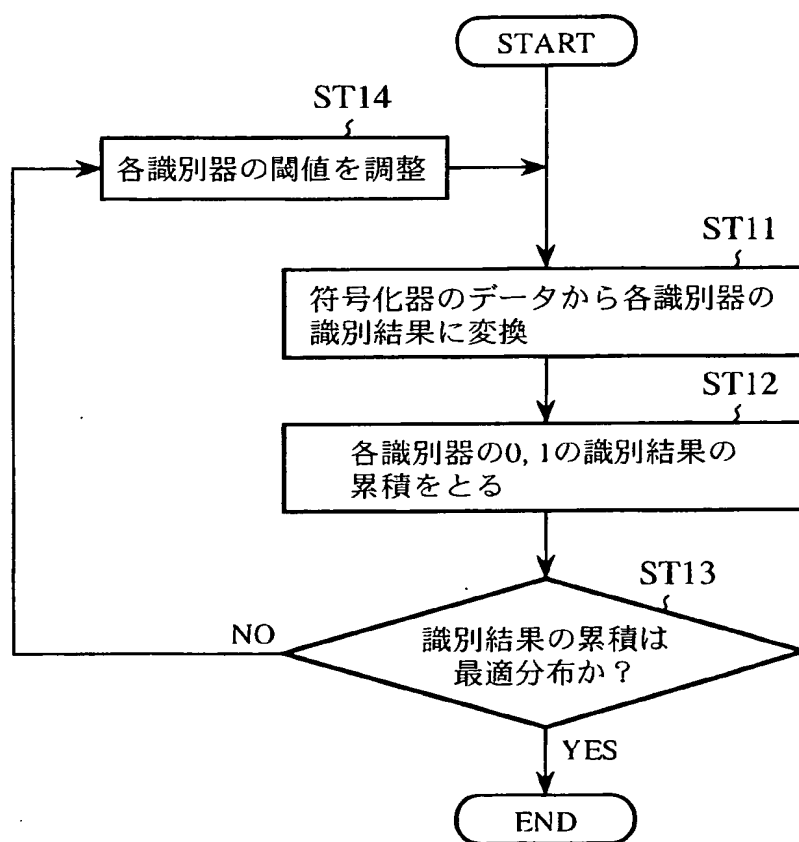 START
ST14
各識別器の閾値を調整
ST11
符号化器のデータから各識別器の
識別結果に変換
ST12
各識別器の0, 1の識別結果の
累積をとる
ST13
識別結果の累積は
最適分布か？
NO
YES
END